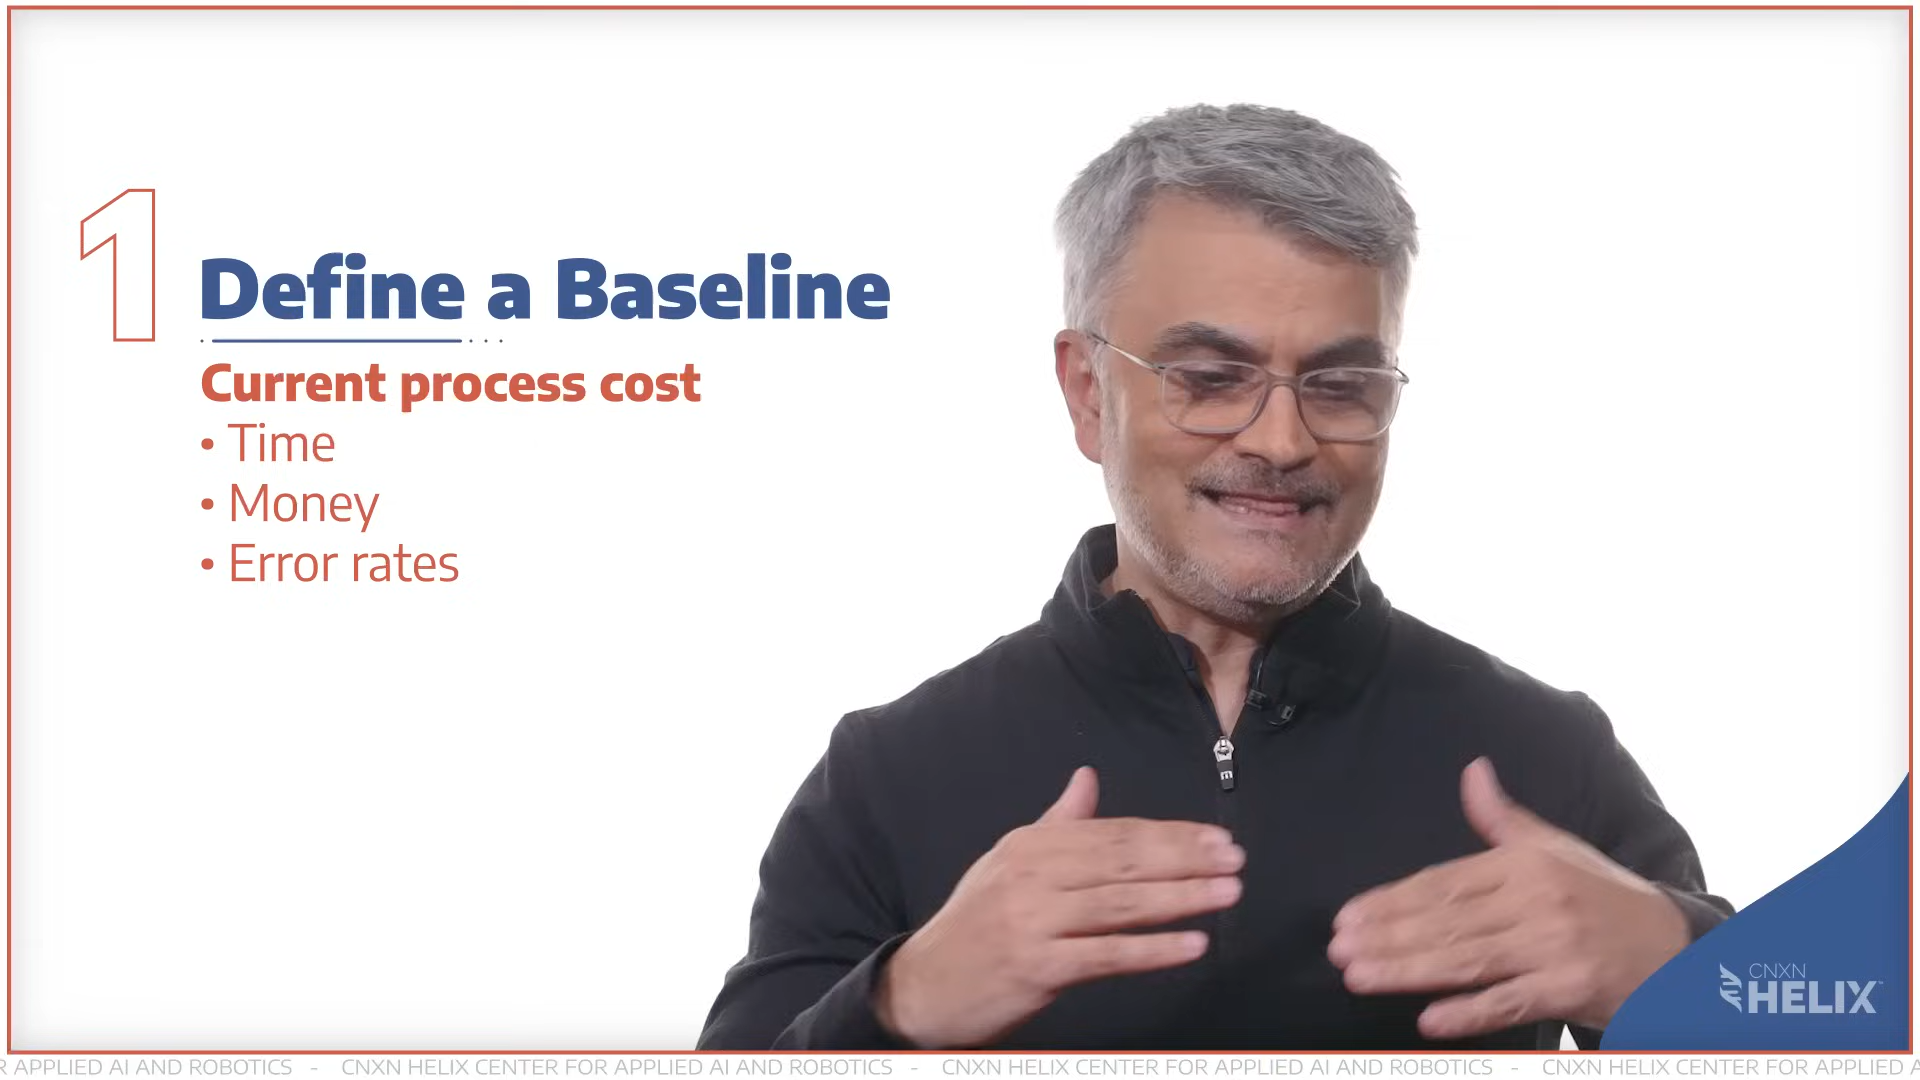 1
Define a Baseline
Current process cost
• Time
• Money
• Error rates
CNXN
HELIX™
R APPLIED AI AND ROBOTICS - CNXN HELIX CENTER FOR APPLIED AI AND ROBOTICS - CNXN HELIX CENTER FOR APPLIED AI AND ROBOTICS - CNXN HELIX CENTER FOR APPLIED A